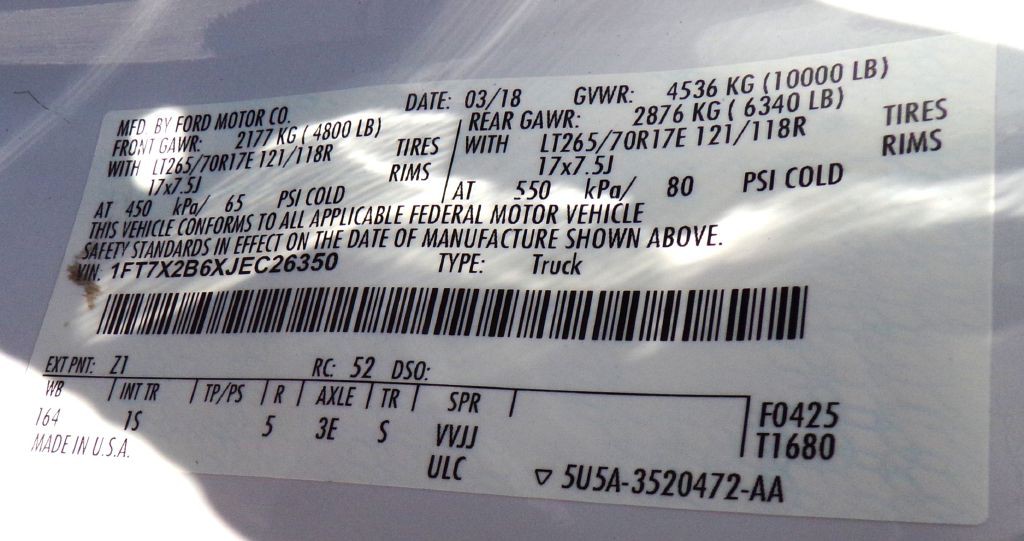 MFD. BY FORD MOTOR CO.
DATE: 03/18 GVWR: 4536 KG (10000 LB)
FRONT GAWR: 2177 KG ( 4800 LB)
WITH LT265/70R17E 121/118R TIRES
17x7.5J RIMS
AT 450 kPa/ 65 PSI COLD
REAR GAWR: 2876 KG ( 6340 LB)
WITH LT265/70R17E 121/118R TIRES
17x7.5J RIMS
AT 550 kPa/ 80 PSI COLD
THIS VEHICLE CONFORMS TO ALL APPLICABLE FEDERAL MOTOR VEHICLE
SAFETY STANDARDS IN EFFECT ON THE DATE OF MANUFACTURE SHOWN ABOVE.
VIN: 1FT7X2B6XJEC26350 TYPE: Truck
EXT PNT: Z1 RC: 52 DSO:
WB INT TR TP/PS R AXLE TR SPR
164 1S 5 3E S VVJJ
ULC
F0425
T1680
MADE IN U.S.A.
▽ 5U5A-3520472-AA